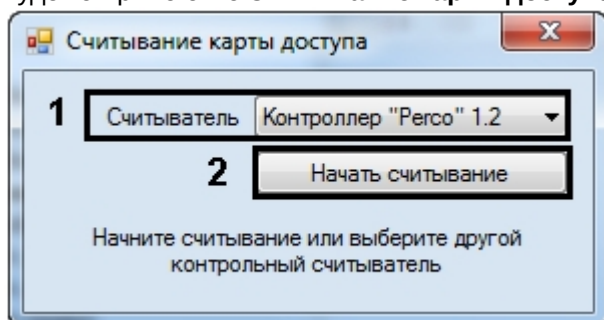 Считывание карты доступа
1 Считыватель Контроллер "Perco" 1.2
2 Начать считывание
Начните считывание или выберите другой
контрольный считыватель